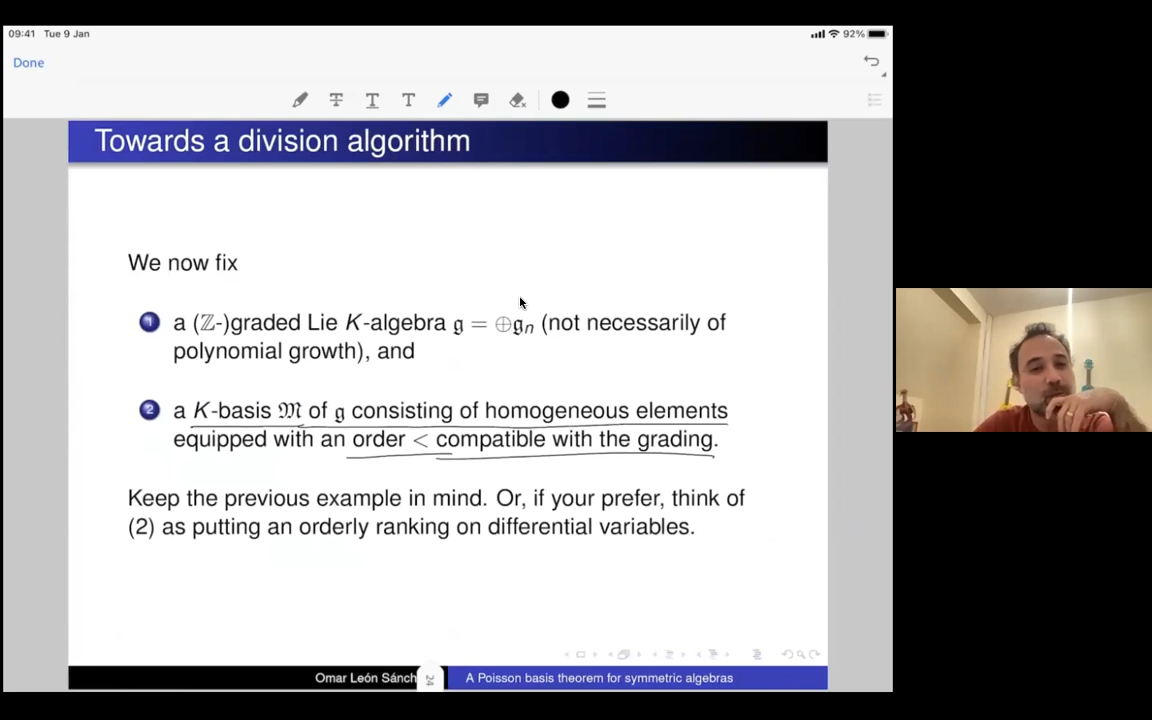 09:41 Tue 9 Jan
92%
Done
Towards a division algorithm
We now fix
1 a (ℤ-)graded Lie K-algebra 𝔤 = ⊕𝔤ₙ (not necessarily of
polynomial growth), and
2 a K-basis 𝔐 of 𝔤 consisting of homogeneous elements
equipped with an order < compatible with the grading.
Keep the previous example in mind. Or, if your prefer, think of
(2) as putting an orderly ranking on differential variables.
Omar León Sánch
24
A Poisson basis theorem for symmetric algebras